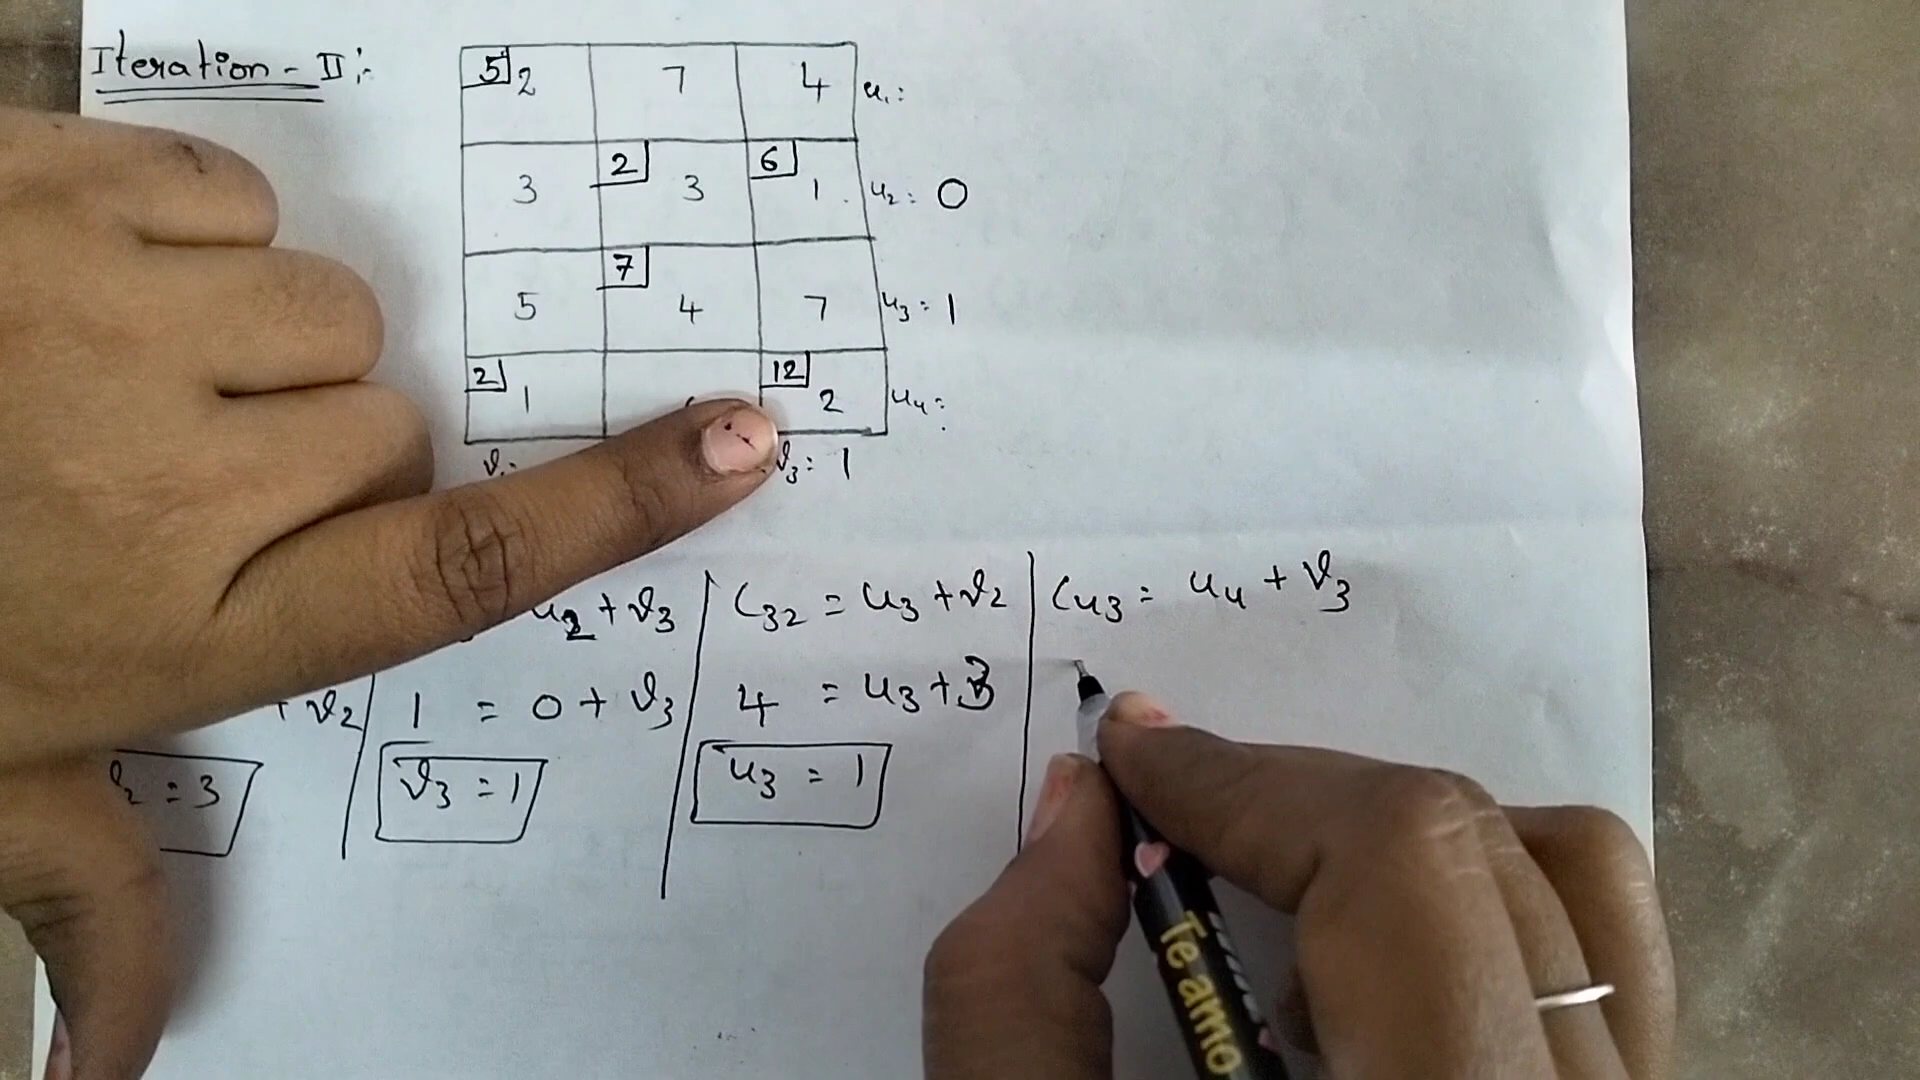 Iteration - II :-
5 2 7 4 u₁ :
3 2 3 6 1 . u₂ : 0
5 7 4 7 u₃ : 1
2 1 12 2 u₄ :
v₁ : v₃ : 1
u₂ + v₃ C₃₂ = u₃ + v₂ C₄₃ = u₄ + v₃
+ v₂ 1 = 0 + v₃ 4 = u₃ + 3
v₂ = 3 v₃ = 1 u₃ = 1
Te amo